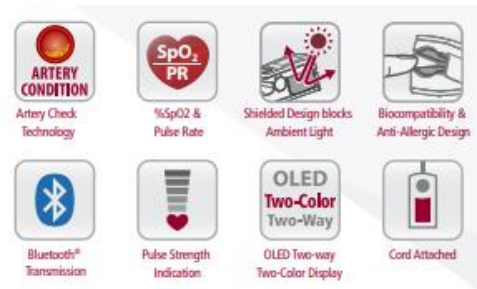 ARTERY
CONDITION
Artery Check
Technology
SpO2
PR
%SpO2 &
Pulse Rate
Shielded Design blocks
Ambient Light
Biocompatibility &
Anti-Allergic Design
Bluetooth®
Transmission
Pulse Strength
Indication
OLED
Two-Color
Two-Way
OLED Two-way
Two-Color Display
Cord Attached